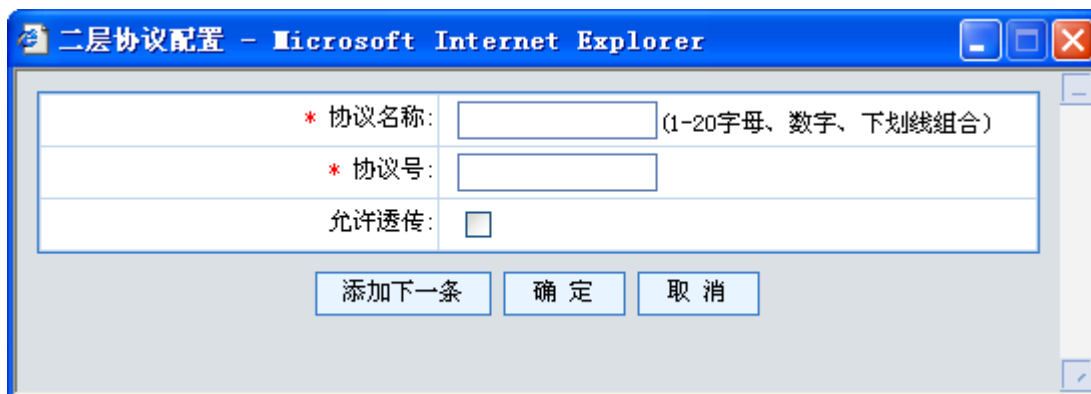 二层协议配置 - Microsoft Internet Explorer
* 协议名称: (1-20字母、数字、下划线组合)
* 协议号:
允许透传:
添加下一条 确 定 取 消